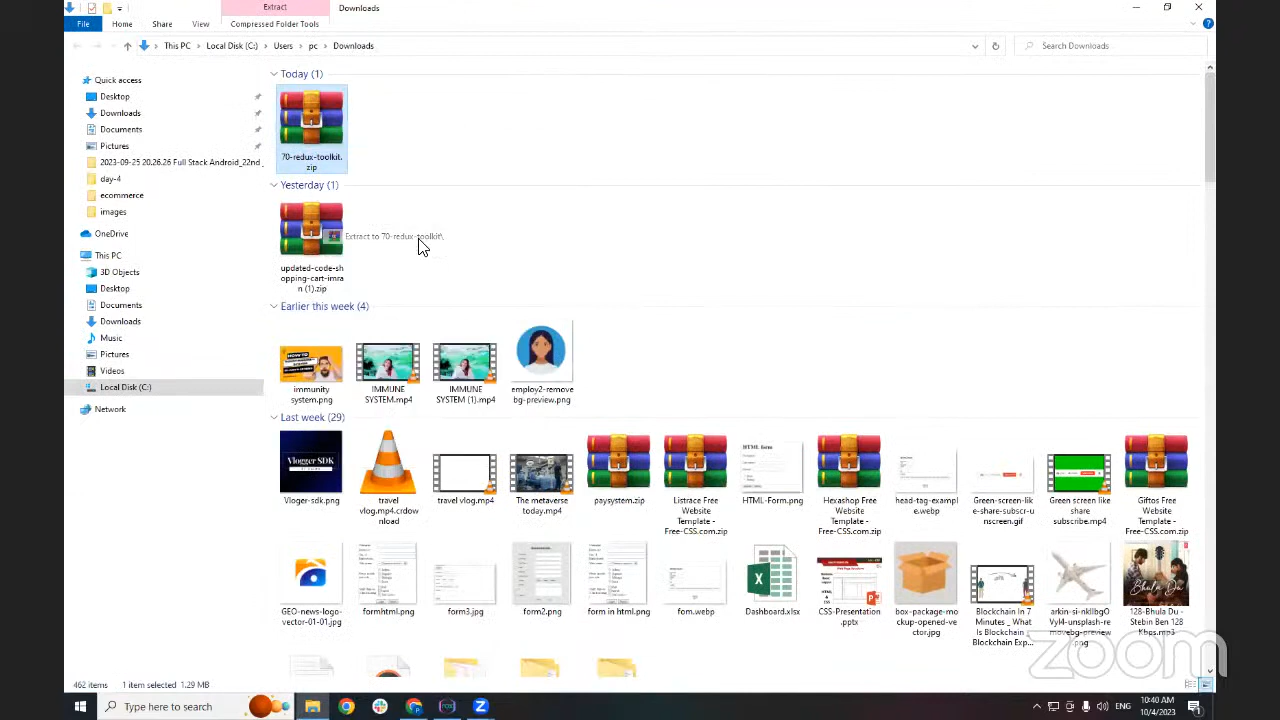 Extract
Downloads
File
Home
Share
View
Compressed Folder Tools
This PC
Local Disk (C:)
Users
pc
Downloads
Search Downloads
Quick access
Desktop
Downloads
Documents
Pictures
2023-09-25 20.26.26 Full Stack Android_22nd_
day-4
ecommerce
images
OneDrive
This PC
3D Objects
Desktop
Documents
Downloads
Music
Pictures
Videos
Local Disk (C:)
Network
Today (1)
70-redux-toolkit.
zip
Yesterday (1)
Extract to 70-redux-toolkit\
updated-code-sh
opping-cart-imra
n (1).zip
Earlier this week (4)
immunity
system.png
IMMUNE
SYSTEM.mp4
IMMUNE
SYSTEM (1).mp4
employ2-remove
bg-preview.png
Last week (29)
Vloger-sdk.png
travel
vlog.mp4.crdow
nload
travel vlog.mp4
The metaverse
today.mp4
paysystem.zip
Listrace Free
Website
Template -
Free-CSS.com.zip
HTML-Form.png
Hexashop Free
Website
Template -
Free-CSS.com.zip
head-tag-exampl
e.webp
Green-screen-lik
e-share-subscr-u
nscreen.gif
Green screen like
share
subscribe.mp4
Giftos Free
Website
Template -
Free-CSS.com.zip
GEO-news-logo-
vector-01-01.jpg
formhtml.png
form3.jpg
form2.png
form in html.png
fom.webp
Dashboard.xlsx
CSS-Presentation
.pptx
box-package-mo
ckup-opened-ve
ctor.jpg
Blockchain In 7
Minutes _ What
Is Blockchain _
Blockchain Exp...
arkin-si-nkllbgO
Vyl4-unsplash-re
movebg-preview
.png
128-Bhula Du -
Stebin Ben 128
Kbps.mp3
zoom
462 items
1 item selected 1.29 MB
Type here to search
ENG
10:40 AM
10/4/2023